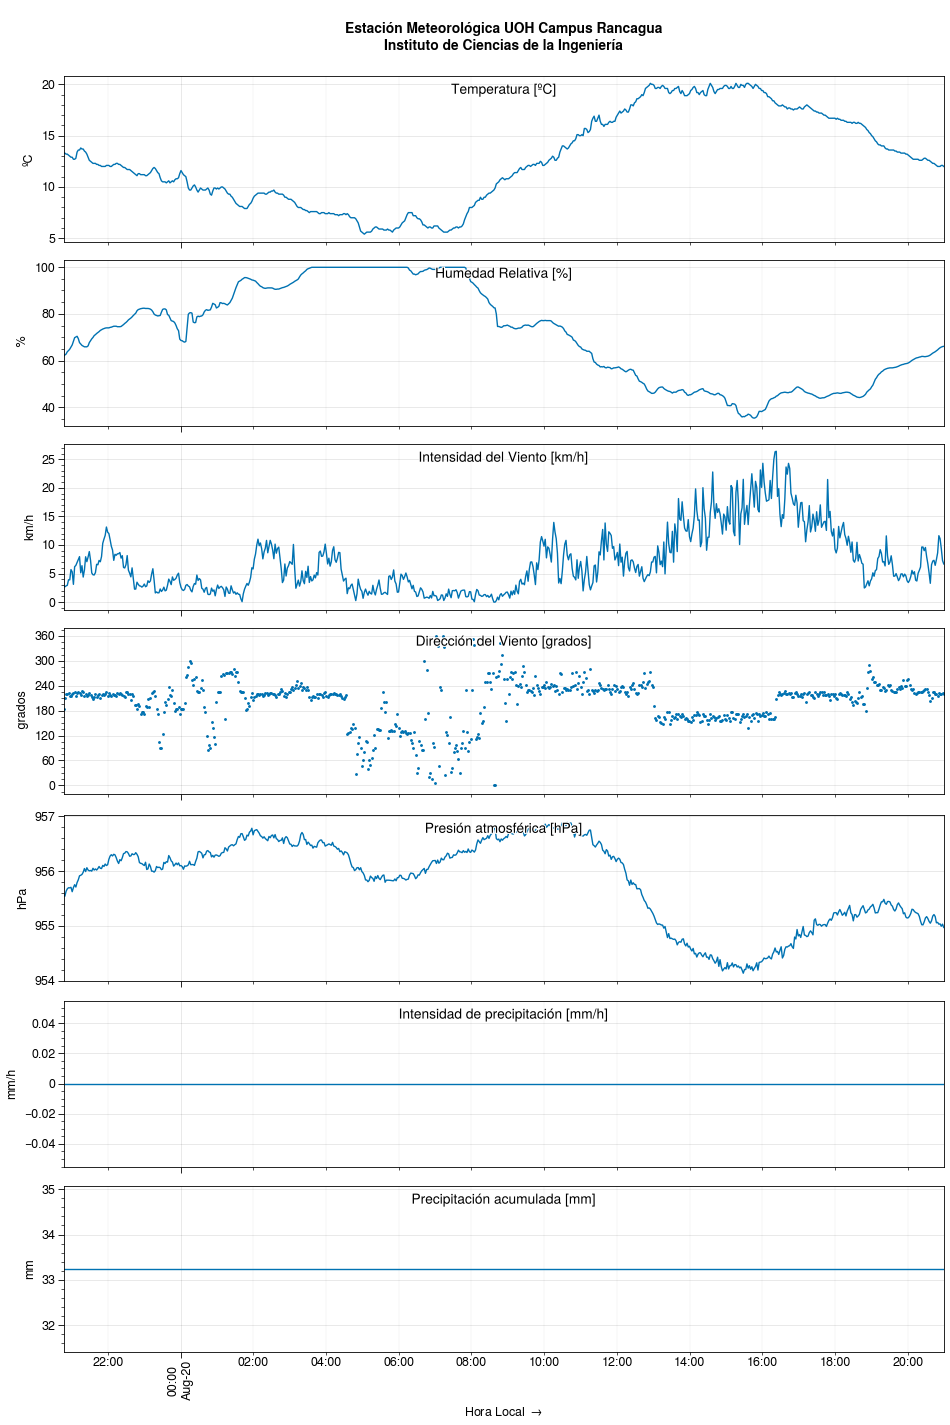 Estación Meteorológica UOH Campus Rancagua
Instituto de Ciencias de la Ingeniería
Temperatura [ºC]
ºC
20
15
10
5
Humedad Relativa [%]
%
100
80
60
40
Intensidad del Viento [km/h]
km/h
25
20
15
10
5
0
Dirección del Viento [grados]
grados
360
300
240
180
120
60
0
Presión atmosférica [hPa]
hPa
957
956
955
954
Intensidad de precipitación [mm/h]
mm/h
0.04
0.02
0
−0.02
−0.04
Precipitación acumulada [mm]
mm
35
34
33
32
22:00
00:00
Aug-20
02:00
04:00
06:00
08:00
10:00
12:00
14:00
16:00
18:00
20:00
Hora Local →